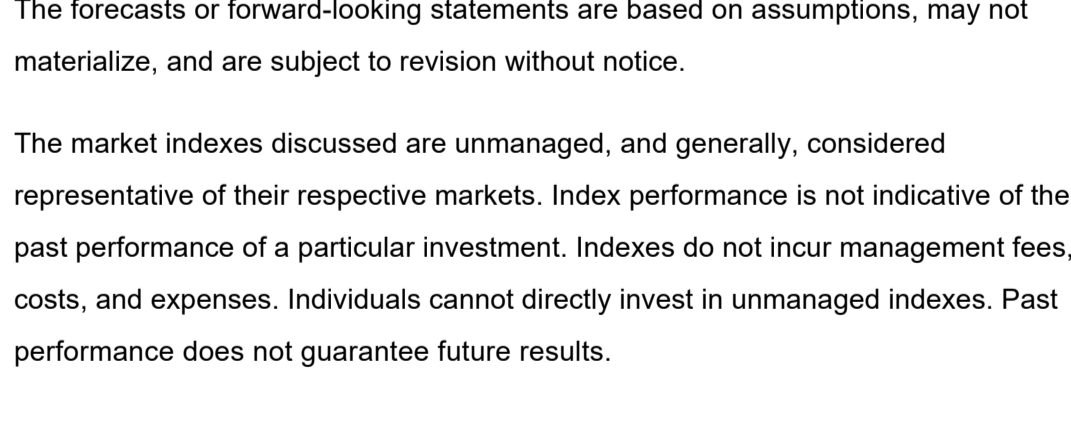 The forecasts or forward-looking statements are based on assumptions, may not
materialize, and are subject to revision without notice.
The market indexes discussed are unmanaged, and generally, considered
representative of their respective markets. Index performance is not indicative of the
past performance of a particular investment. Indexes do not incur management fees,
costs, and expenses. Individuals cannot directly invest in unmanaged indexes. Past
performance does not guarantee future results.